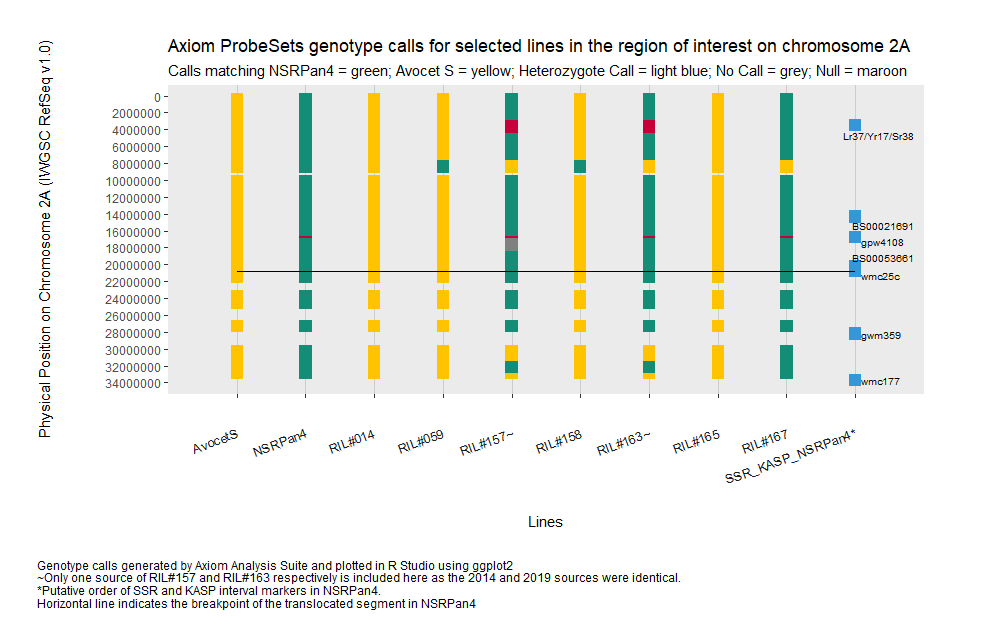 Axiom ProbeSets genotype calls for selected lines in the region of interest on chromosome 2A
Calls matching NSRPan4 = green; Avocet S = yellow; Heterozygote Call = light blue; No Call = grey; Null = maroon
Physical Position on Chromosome 2A (IWGSC RefSeq v1.0)
0
2000000
4000000
6000000
8000000
10000000
12000000
14000000
16000000
18000000
20000000
22000000
24000000
26000000
28000000
30000000
32000000
34000000
Lr37/Yr17/Sr38
BS00021691
gpw4108
BS00053661
wmc25c
gwm359
wmc177
AvocetS
NSRPan4
RIL#014
RIL#059
RIL#157~
RIL#158
RIL#163~
RIL#165
RIL#167
SSR_KASP_NSRPan4*
Lines
Genotype calls generated by Axiom Analysis Suite and plotted in R Studio using ggplot2
~Only one source of RIL#157 and RIL#163 respectively is included here as the 2014 and 2019 sources were identical.
*Putative order of SSR and KASP interval markers in NSRPan4.
Horizontal line indicates the breakpoint of the translocated segment in NSRPan4